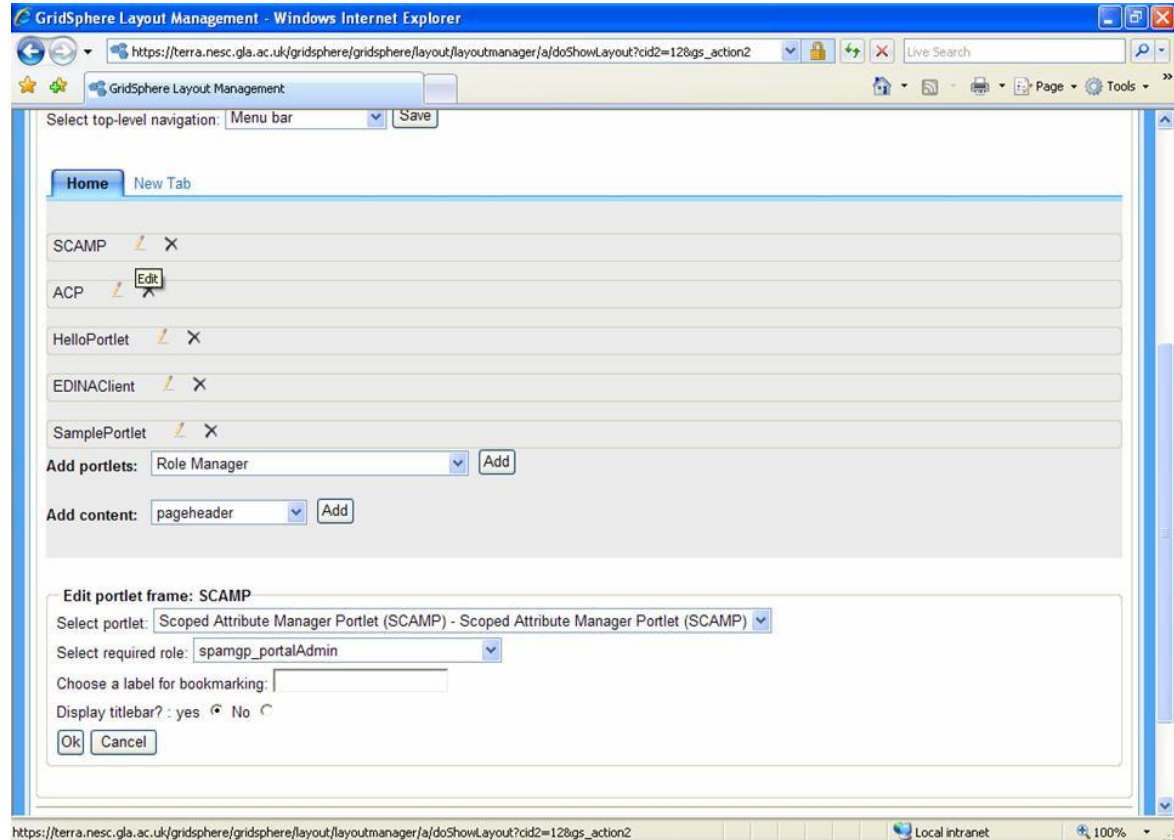 GridSphere Layout Management - Windows Internet Explorer
https://terra.nesc.gla.ac.uk/gridsphere/gridsphere/layout/layoutmanager/a/doShowLayout?cid2=12&gs_action2
Live Search
GridSphere Layout Management
Page
Tools
Select top-level navigation: Menu bar Save
Home New Tab
SCAMP
Edit
ACP
HelloPortlet
EDINAClient
SamplePortlet
Add portlets: Role Manager Add
Add content: pageheader Add
Edit portlet frame: SCAMP
Select portlet: Scoped Attribute Manager Portlet (SCAMP) - Scoped Attribute Manager Portlet (SCAMP)
Select required role: spamgp_portalAdmin
Choose a label for bookmarking:
Display titlebar? : yes No
Ok Cancel
https://terra.nesc.gla.ac.uk/gridsphere/gridsphere/layout/layoutmanager/a/doShowLayout?cid2=12&gs_action2 Local intranet 100%